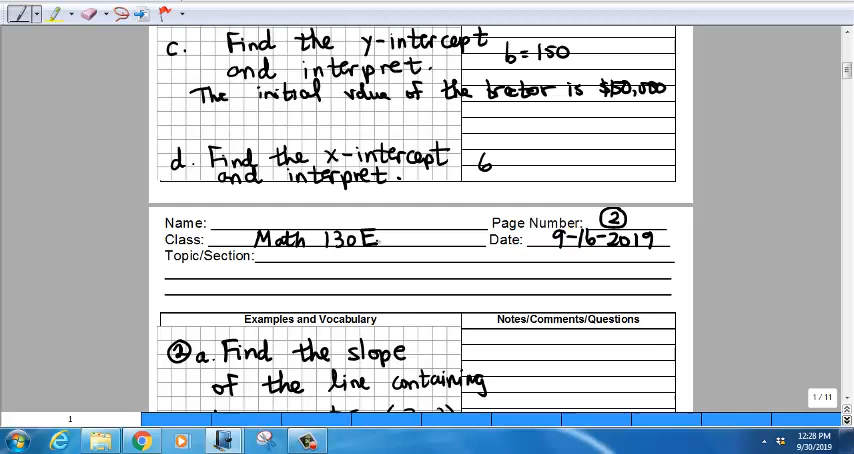 c. Find the y-intercept
b = 150
and interpret.
The initial value of the tractor is $150,000
d. Find the x-intercept 6
and interpret.
Name: Page Number: 2
Class: Math 130E Date: 9-16-2019
Topic/Section:
Examples and Vocabulary Notes/Comments/Questions
2 a. Find the slope
of the line containing
1 / 11
1
12:28 PM
9/30/2019